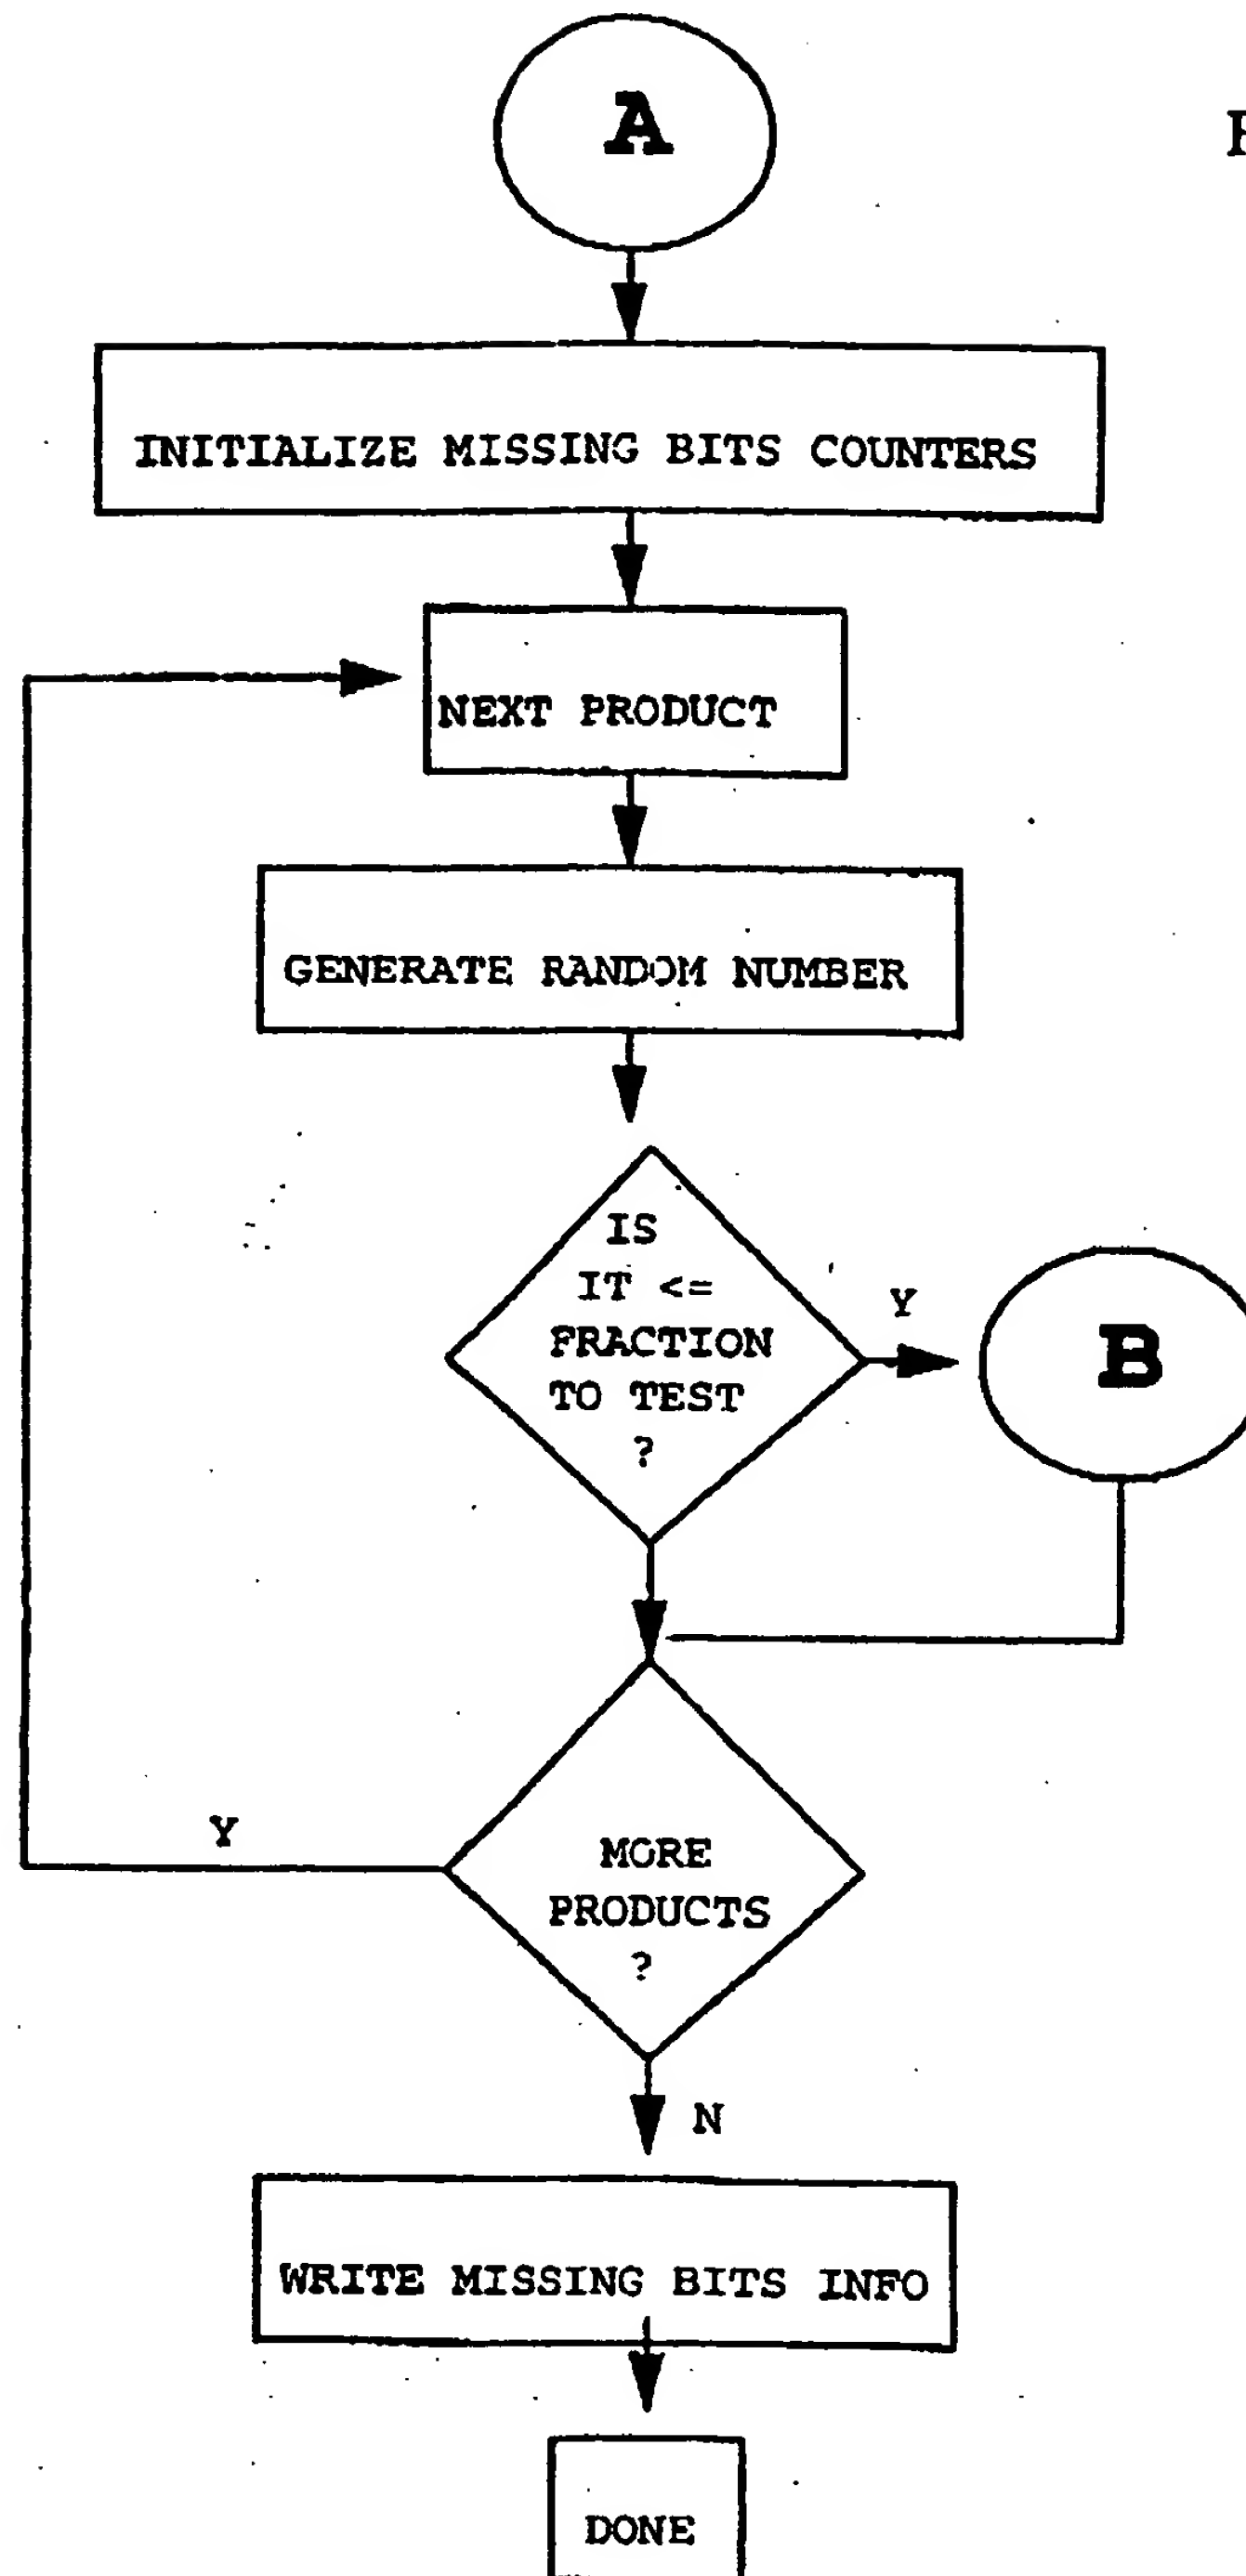 A
INITIALIZE MISSING BITS COUNTERS
NEXT PRODUCT
GENERATE RANDOM NUMBER
IS
IT <=
FRACTION
TO TEST
?
Y
B
Y
MORE
PRODUCTS
?
N
WRITE MISSING BITS INFO
DONE